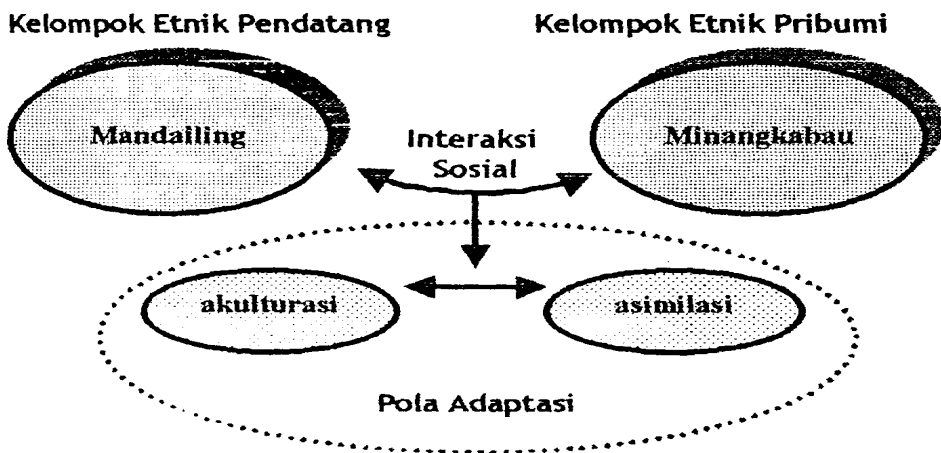 Kelompok Etnik Pendatang
Kelompok Etnik Pribumi
Mandailing
Interaksi
Sosial
Minangkabau
akulturasi
asimilasi
Pola Adaptasi